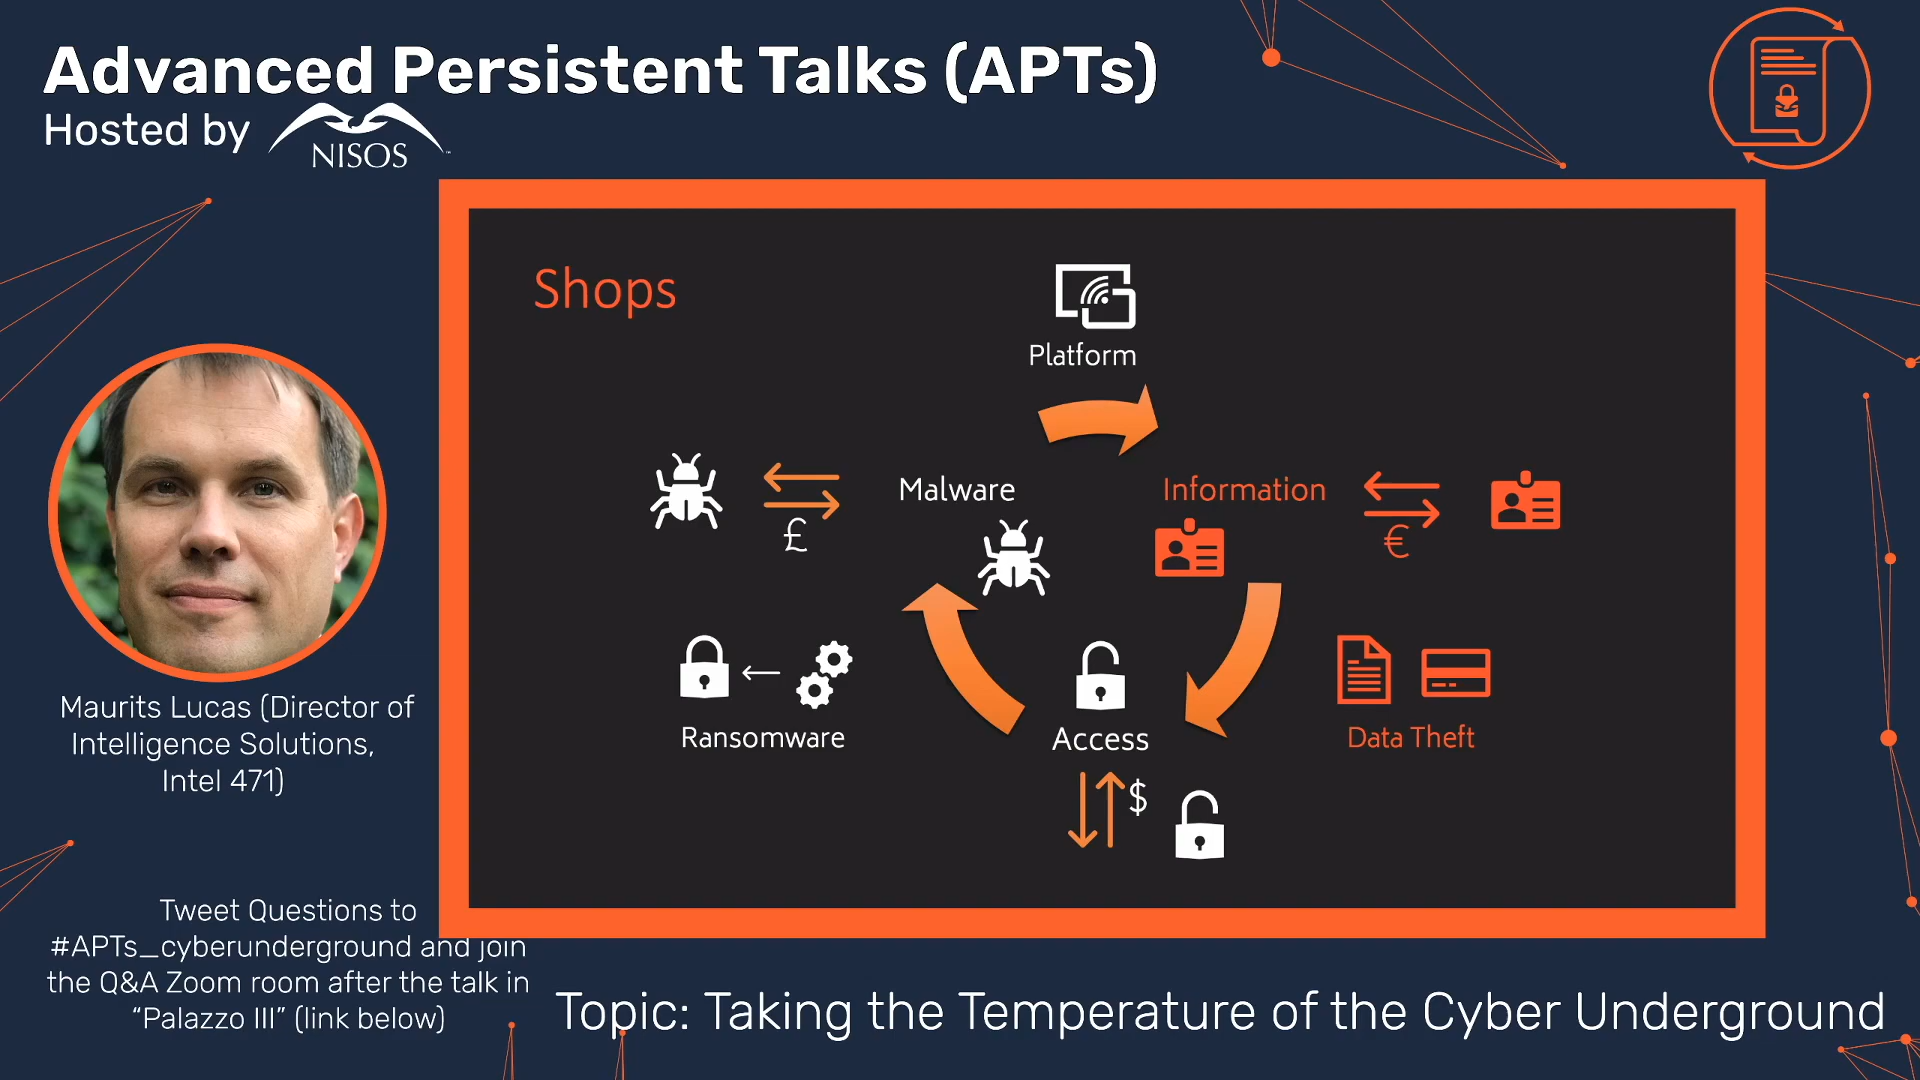 Advanced Persistent Talks (APTs)
Hosted by
NISOS™
Shops
Platform
Malware
Information
£
€
Ransomware
Access
Data Theft
$
Maurits Lucas (Director of
Intelligence Solutions,
Intel 471)
Tweet Questions to
#APTs_cyberunderground and join
the Q&A Zoom room after the talk in
“Palazzo III” (link below)
Topic: Taking the Temperature of the Cyber Underground